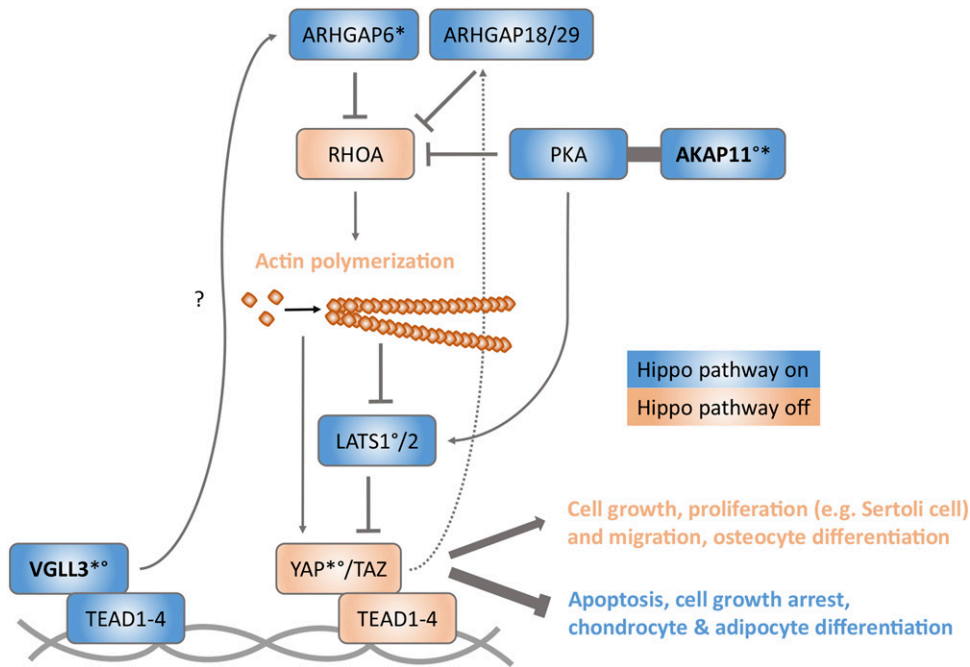 ARHGAP6*
ARHGAP18/29
RHOA
PKA
AKAP11°*
Actin polymerization
?
Hippo pathway on
Hippo pathway off
LATS1°/2
Cell growth, proliferation (e.g. Sertoli cell)
and migration, osteocyte differentiation
VGLL3*°
YAP*°/TAZ
TEAD1-4
TEAD1-4
Apoptosis, cell growth arrest,
chondrocyte & adipocyte differentiation